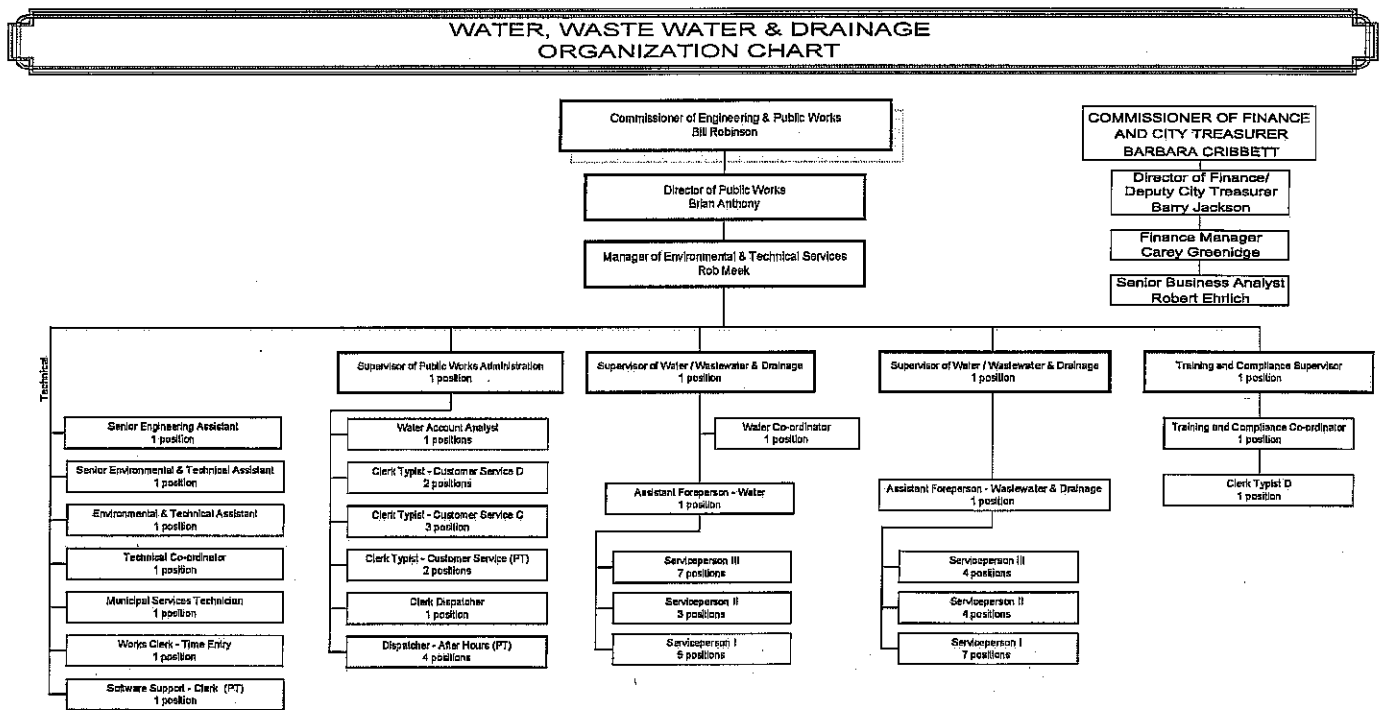 WATER, WASTE WATER & DRAINAGE
ORGANIZATION CHART
Commissioner of Engineering & Public Works
Bill Robinson
COMMISSIONER OF FINANCE
AND CITY TREASURER
BARBARA CRIBBETT
Director of Public Works
Brian Anthony
Director of Finance/
Deputy City Treasurer
Barry Jackson
Manager of Environmental & Technical Services
Rob Meek
Finance Manager
Carey Greenidge
Senior Business Analyst
Robert Ehrlich
Technical
Senior Engineering Assistant
1 position
Senior Environmental & Technical Assistant
1 position
Environmental & Technical Assistant
1 position
Technical Co-ordinator
1 position
Municipal Services Technician
1 position
Works Clerk - Time Entry
1 position
Software Support - Clerk (PT)
1 position
Supervisor of Public Works Administration
1 position
Water Account Analyst
1 positions
Clerk Typist - Customer Service D
2 positions
Clerk Typist - Customer Service C
3 position
Clerk Typist - Customer Service (PT)
2 positions
Clerk Dispatcher
1 position
Dispatcher - After Hours (PT)
4 positions
Supervisor of Water / Wastewater & Drainage
1 position
Water Co-ordinator
1 position
Assistant Foreperson - Water
1 position
Serviceperson III
7 positions
Serviceperson II
3 positions
Serviceperson I
5 positions
Supervisor of Water / Wastewater & Drainage
1 position
Assistant Foreperson - Wastewater & Drainage
1 position
Serviceperson III
4 positions
Serviceperson II
4 positions
Serviceperson I
7 positions
Training and Compliance Supervisor
1 position
Training and Compliance Co-ordinator
1 position
Clerk Typist D
1 position